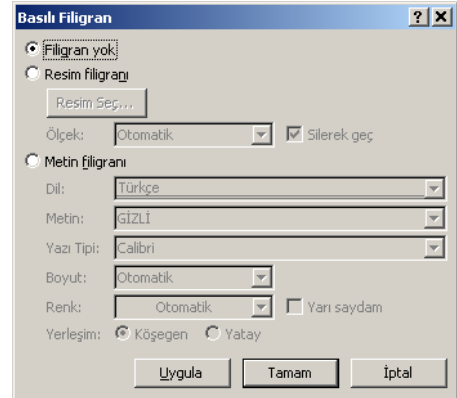 Basılı Filigran
Filigran yok
Resim filigranı
Resim Seç...
Ölçek: Otomatik Silerek geç
Metin filigranı
Dil: Türkçe
Metin: GİZLİ
Yazı Tipi: Calibri
Boyut: Otomatik
Renk: Otomatik Yarı saydam
Yerleşim: Köşegen Yatay
Uygula Tamam İptal